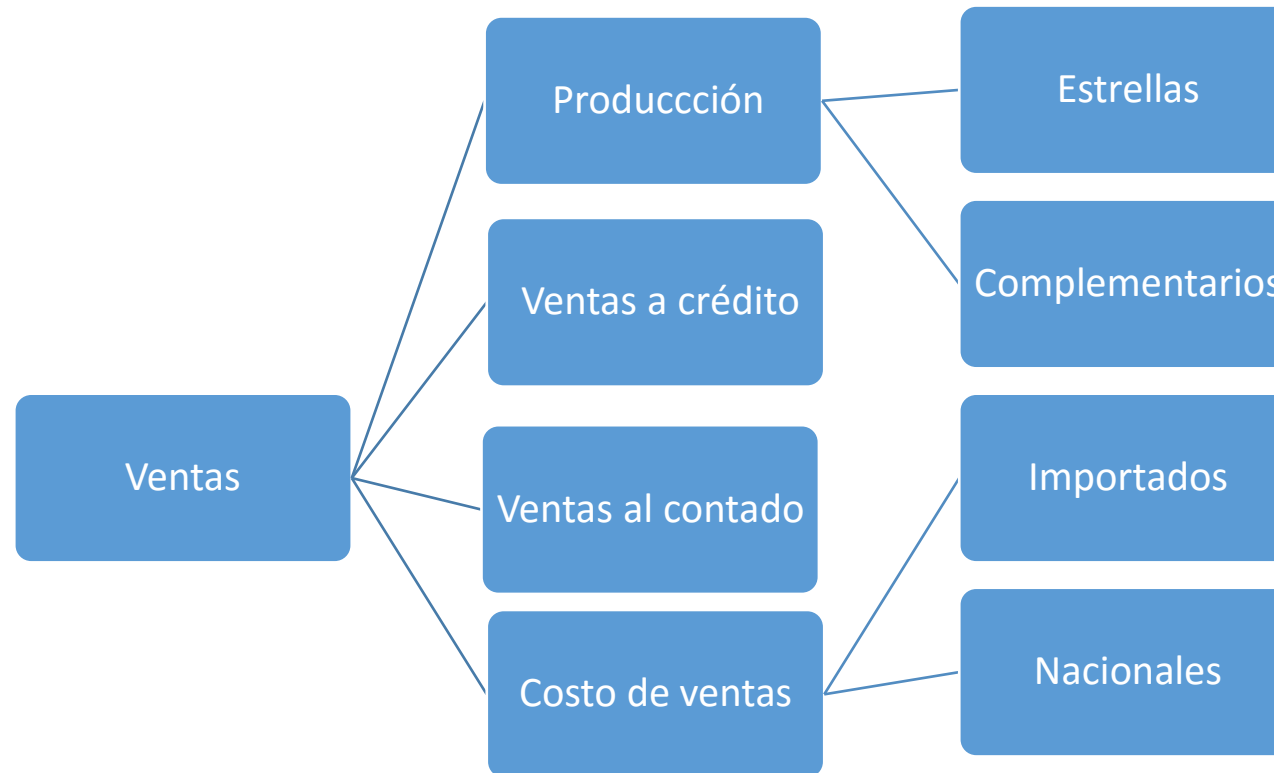 Ventas
Produccción
Ventas a crédito
Ventas al contado
Costo de ventas
Estrellas
Complementarios
Importados
Nacionales